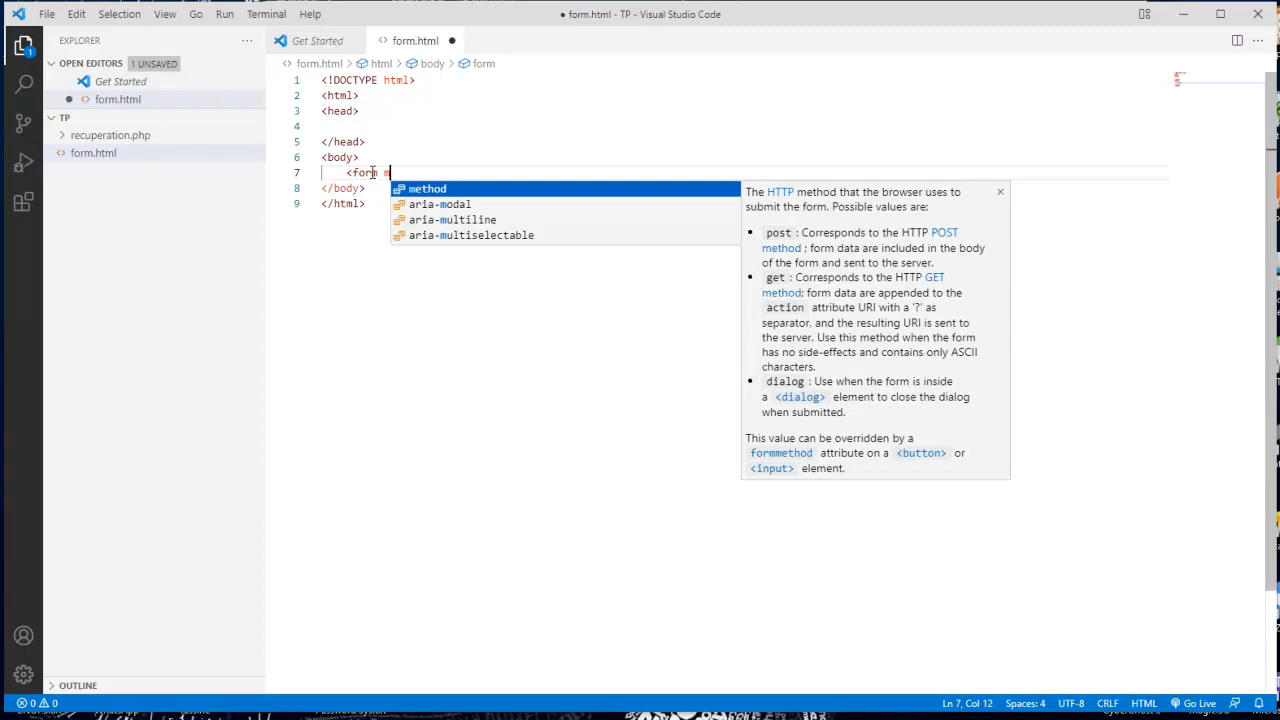 File Edit Selection View Go Run Terminal Help
● form.html - TP - Visual Studio Code
EXPLORER
OPEN EDITORS 1 UNSAVED
Get Started
form.html
TP
recuperation.php
form.html
OUTLINE
1
Get Started
form.html
form.html > html > body > form
1 <!DOCTYPE html>
2 <html>
3 <head>
4
5 </head>
6 <body>
7 <form m
8 </body>
9 </html>
method
aria-modal
aria-multiline
aria-multiselectable
The HTTP method that the browser uses to
submit the form. Possible values are:
• post : Corresponds to the HTTP POST
method ; form data are included in the body
of the form and sent to the server.
• get : Corresponds to the HTTP GET
method; form data are appended to the
action attribute URI with a '?' as
separator, and the resulting URI is sent to
the server. Use this method when the form
has no side-effects and contains only ASCII
characters.
• dialog : Use when the form is inside
a <dialog> element to close the dialog
when submitted.
This value can be overridden by a
formmethod attribute on a <button> or
<input> element.
0 0
Ln 7, Col 12 Spaces: 4 UTF-8 CRLF HTML Go Live